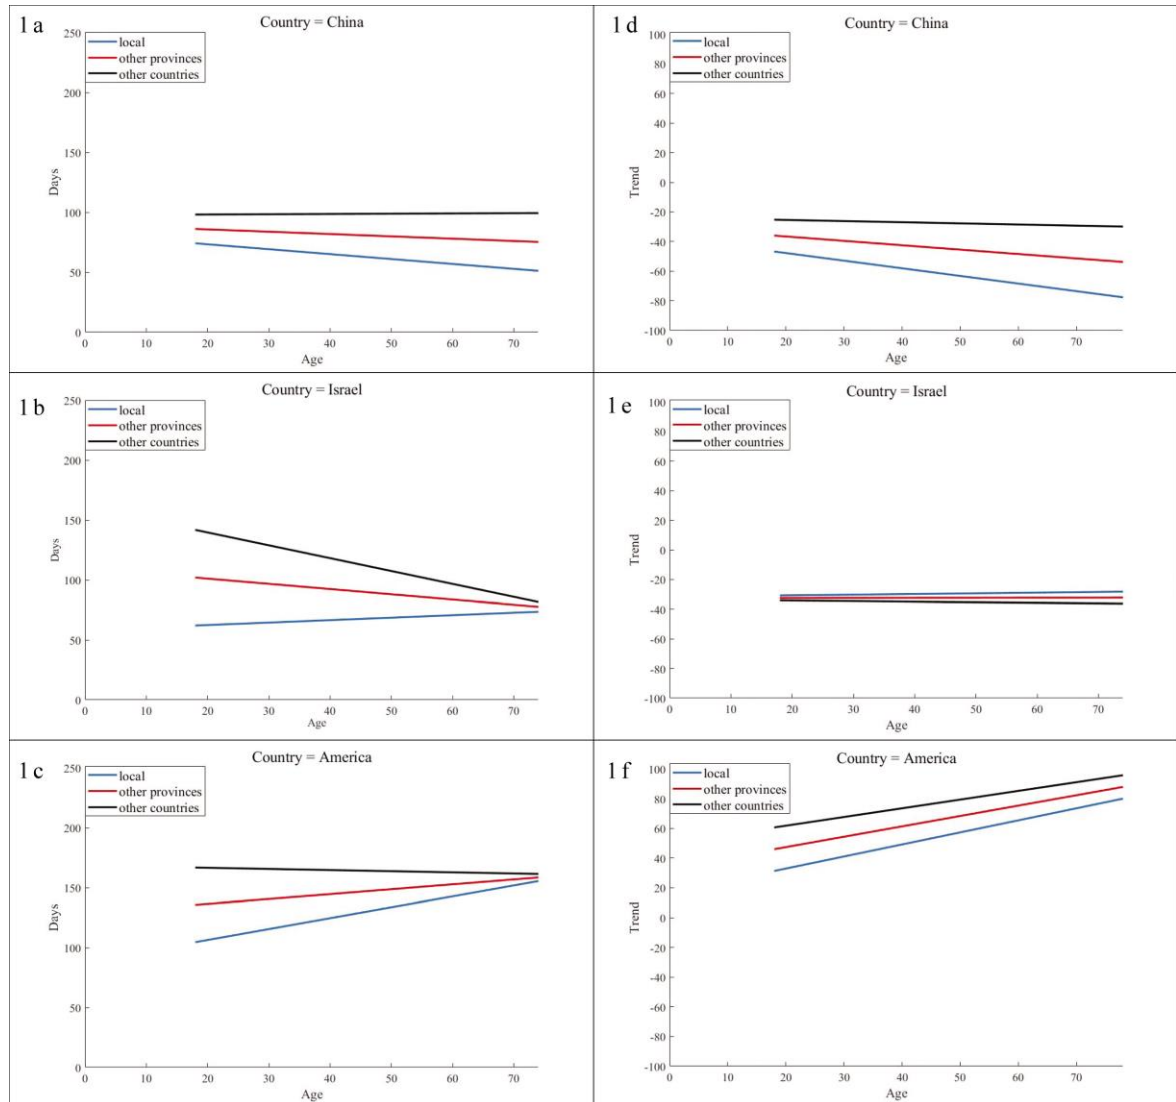 1 a
Country = China
local
other provinces
other countries
250
200
150
100
50
0
Days
0 10 20 30 40 50 60 70
Age
1 d
Country = China
local
other provinces
other countries
100
80
60
40
20
0
-20
-40
-60
-80
-100
Trend
0 10 20 30 40 50 60 70
Age
1 b
Country = Israel
local
other provinces
other countries
250
200
150
100
50
0
Days
0 10 20 30 40 50 60 70
Age
1 e
Country = Israel
local
other provinces
other countries
100
80
60
40
20
0
-20
-40
-60
-80
-100
Trend
0 10 20 30 40 50 60 70
Age
1 c
Country = America
local
other provinces
other countries
250
200
150
100
50
0
Days
0 10 20 30 40 50 60 70
Age
1 f
Country = America
local
other provinces
other countries
100
80
60
40
20
0
-20
-40
-60
-80
-100
Trend
0 10 20 30 40 50 60 70
Age